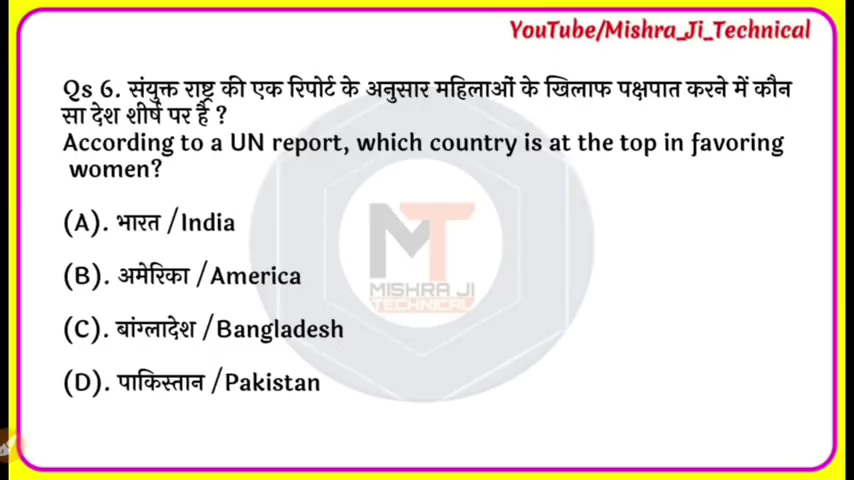 YouTube/Mishra_Ji_Technical
Qs 6. संयुक्त राष्ट्र की एक रिपोर्ट के अनुसार महिलाओं के खिलाफ पक्षपात करने में कौन
सा देश शीर्ष पर है ?
According to a UN report, which country is at the top in favoring
women?
(A). भारत /India
(B). अमेरिका /America
MT
MISHRA JI
TECHNICAL
(C). बांग्लादेश /Bangladesh
(D). पाकिस्तान /Pakistan